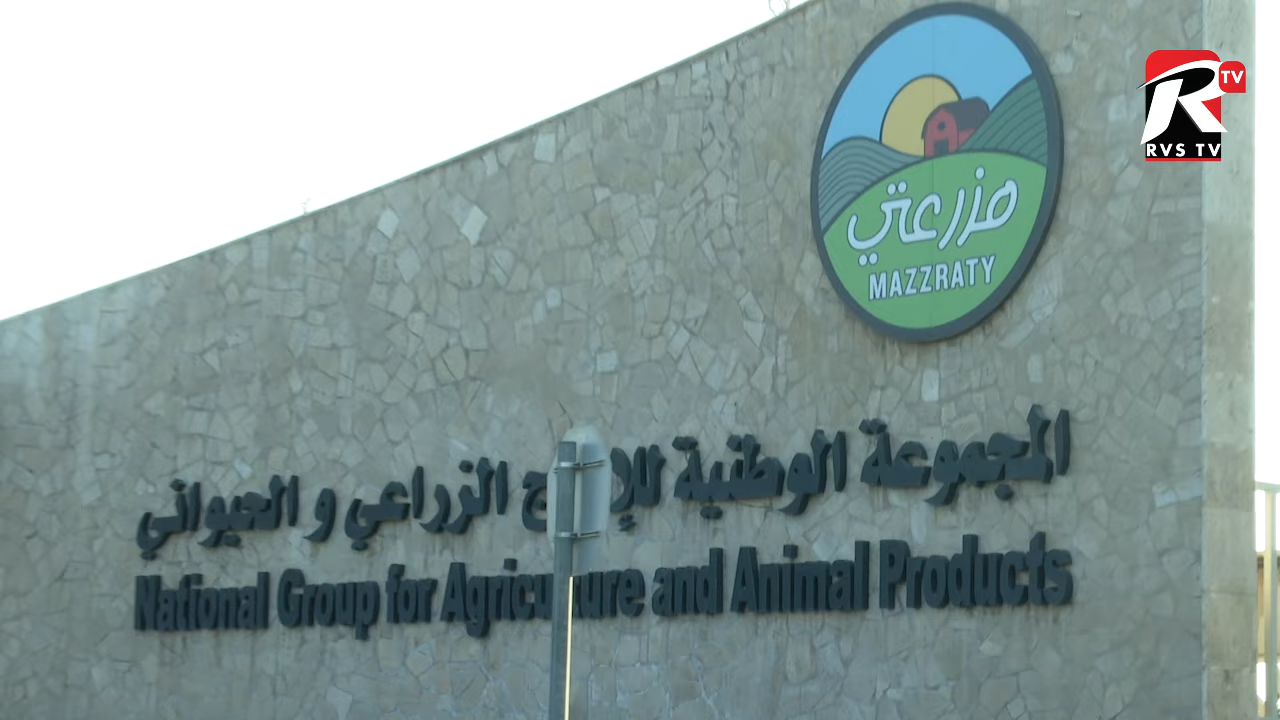 TV
RVS TV
مزرعتي
MAZZRATY
المجموعة الوطنية و الحيواني الزراعي
National Group for and Animal Products